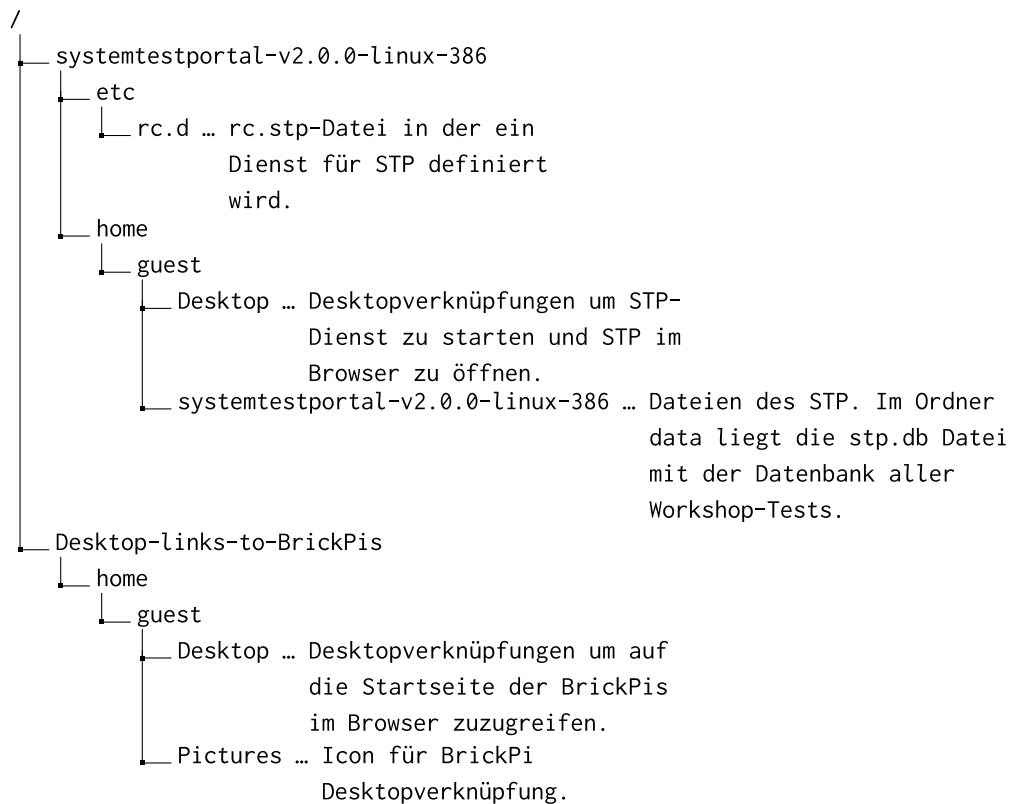 /
systemtestportal-v2.0.0-linux-386
etc
rc.d … rc.stp-Datei in der ein
Dienst für STP definiert
wird.
home
guest
Desktop … Desktopverknüpfungen um STP-
Dienst zu starten und STP im
Browser zu öffnen.
systemtestportal-v2.0.0-linux-386 … Dateien des STP. Im Ordner
data liegt die stp.db Datei
mit der Datenbank aller
Workshop-Tests.
Desktop-links-to-BrickPis
home
guest
Desktop … Desktopverknüpfungen um auf
die Startseite der BrickPis
im Browser zuzugreifen.
Pictures … Icon für BrickPi
Desktopverknüpfung.